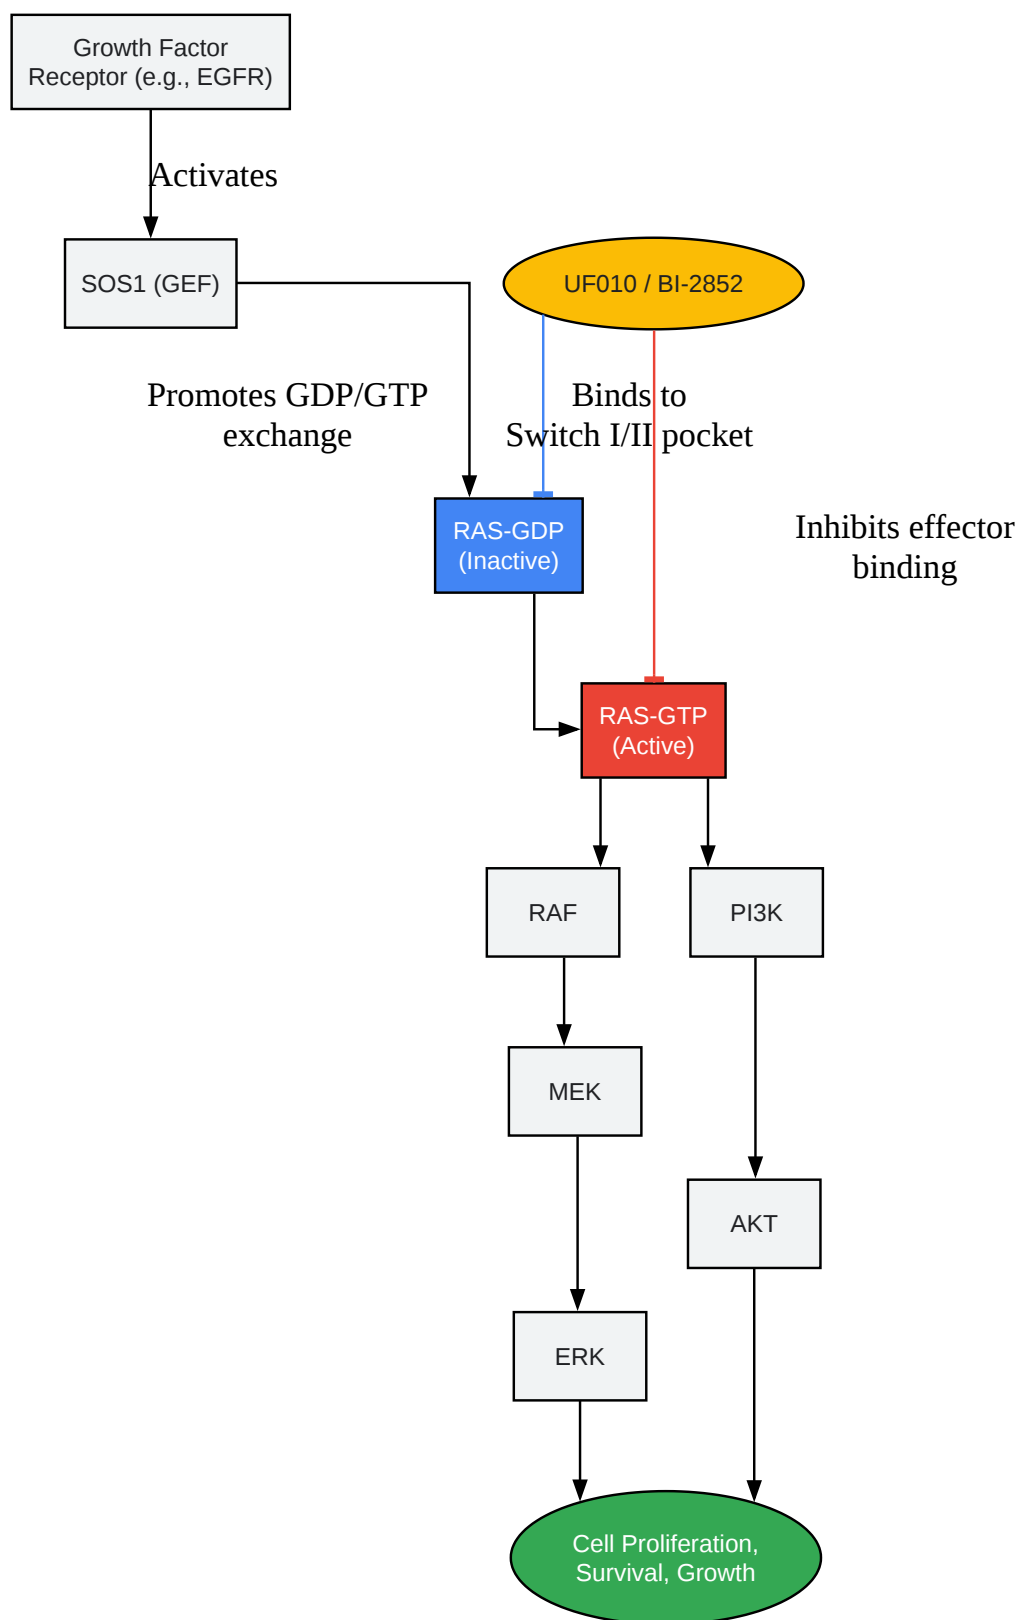 Growth Factor
Receptor (e.g., EGFR)
Activates
SOS1 (GEF)
UF010 / BI-2852
Promotes GDP/GTP
exchange
Binds to
Switch I/II pocket
RAS-GDP
(Inactive)
Inhibits effector
binding
RAS-GTP
(Active)
RAF
PI3K
MEK
AKT
ERK
Cell Proliferation,
Survival, Growth